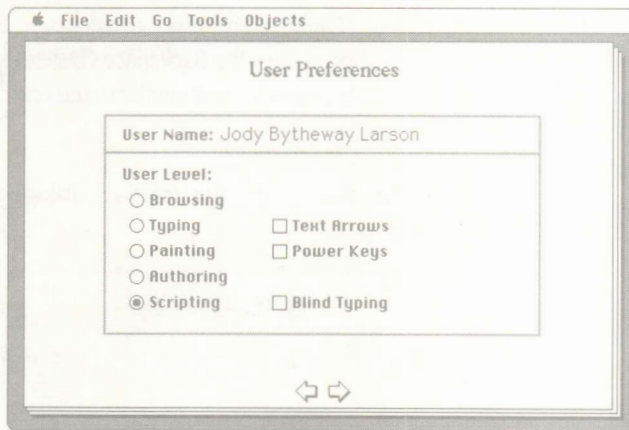 File Edit Go Tools Objects
User Preferences
User Name: Jody Bytheway Larson
User Level:
Browsing
Typing Text Arrows
Painting Power Keys
Authoring
Scripting Blind Typing